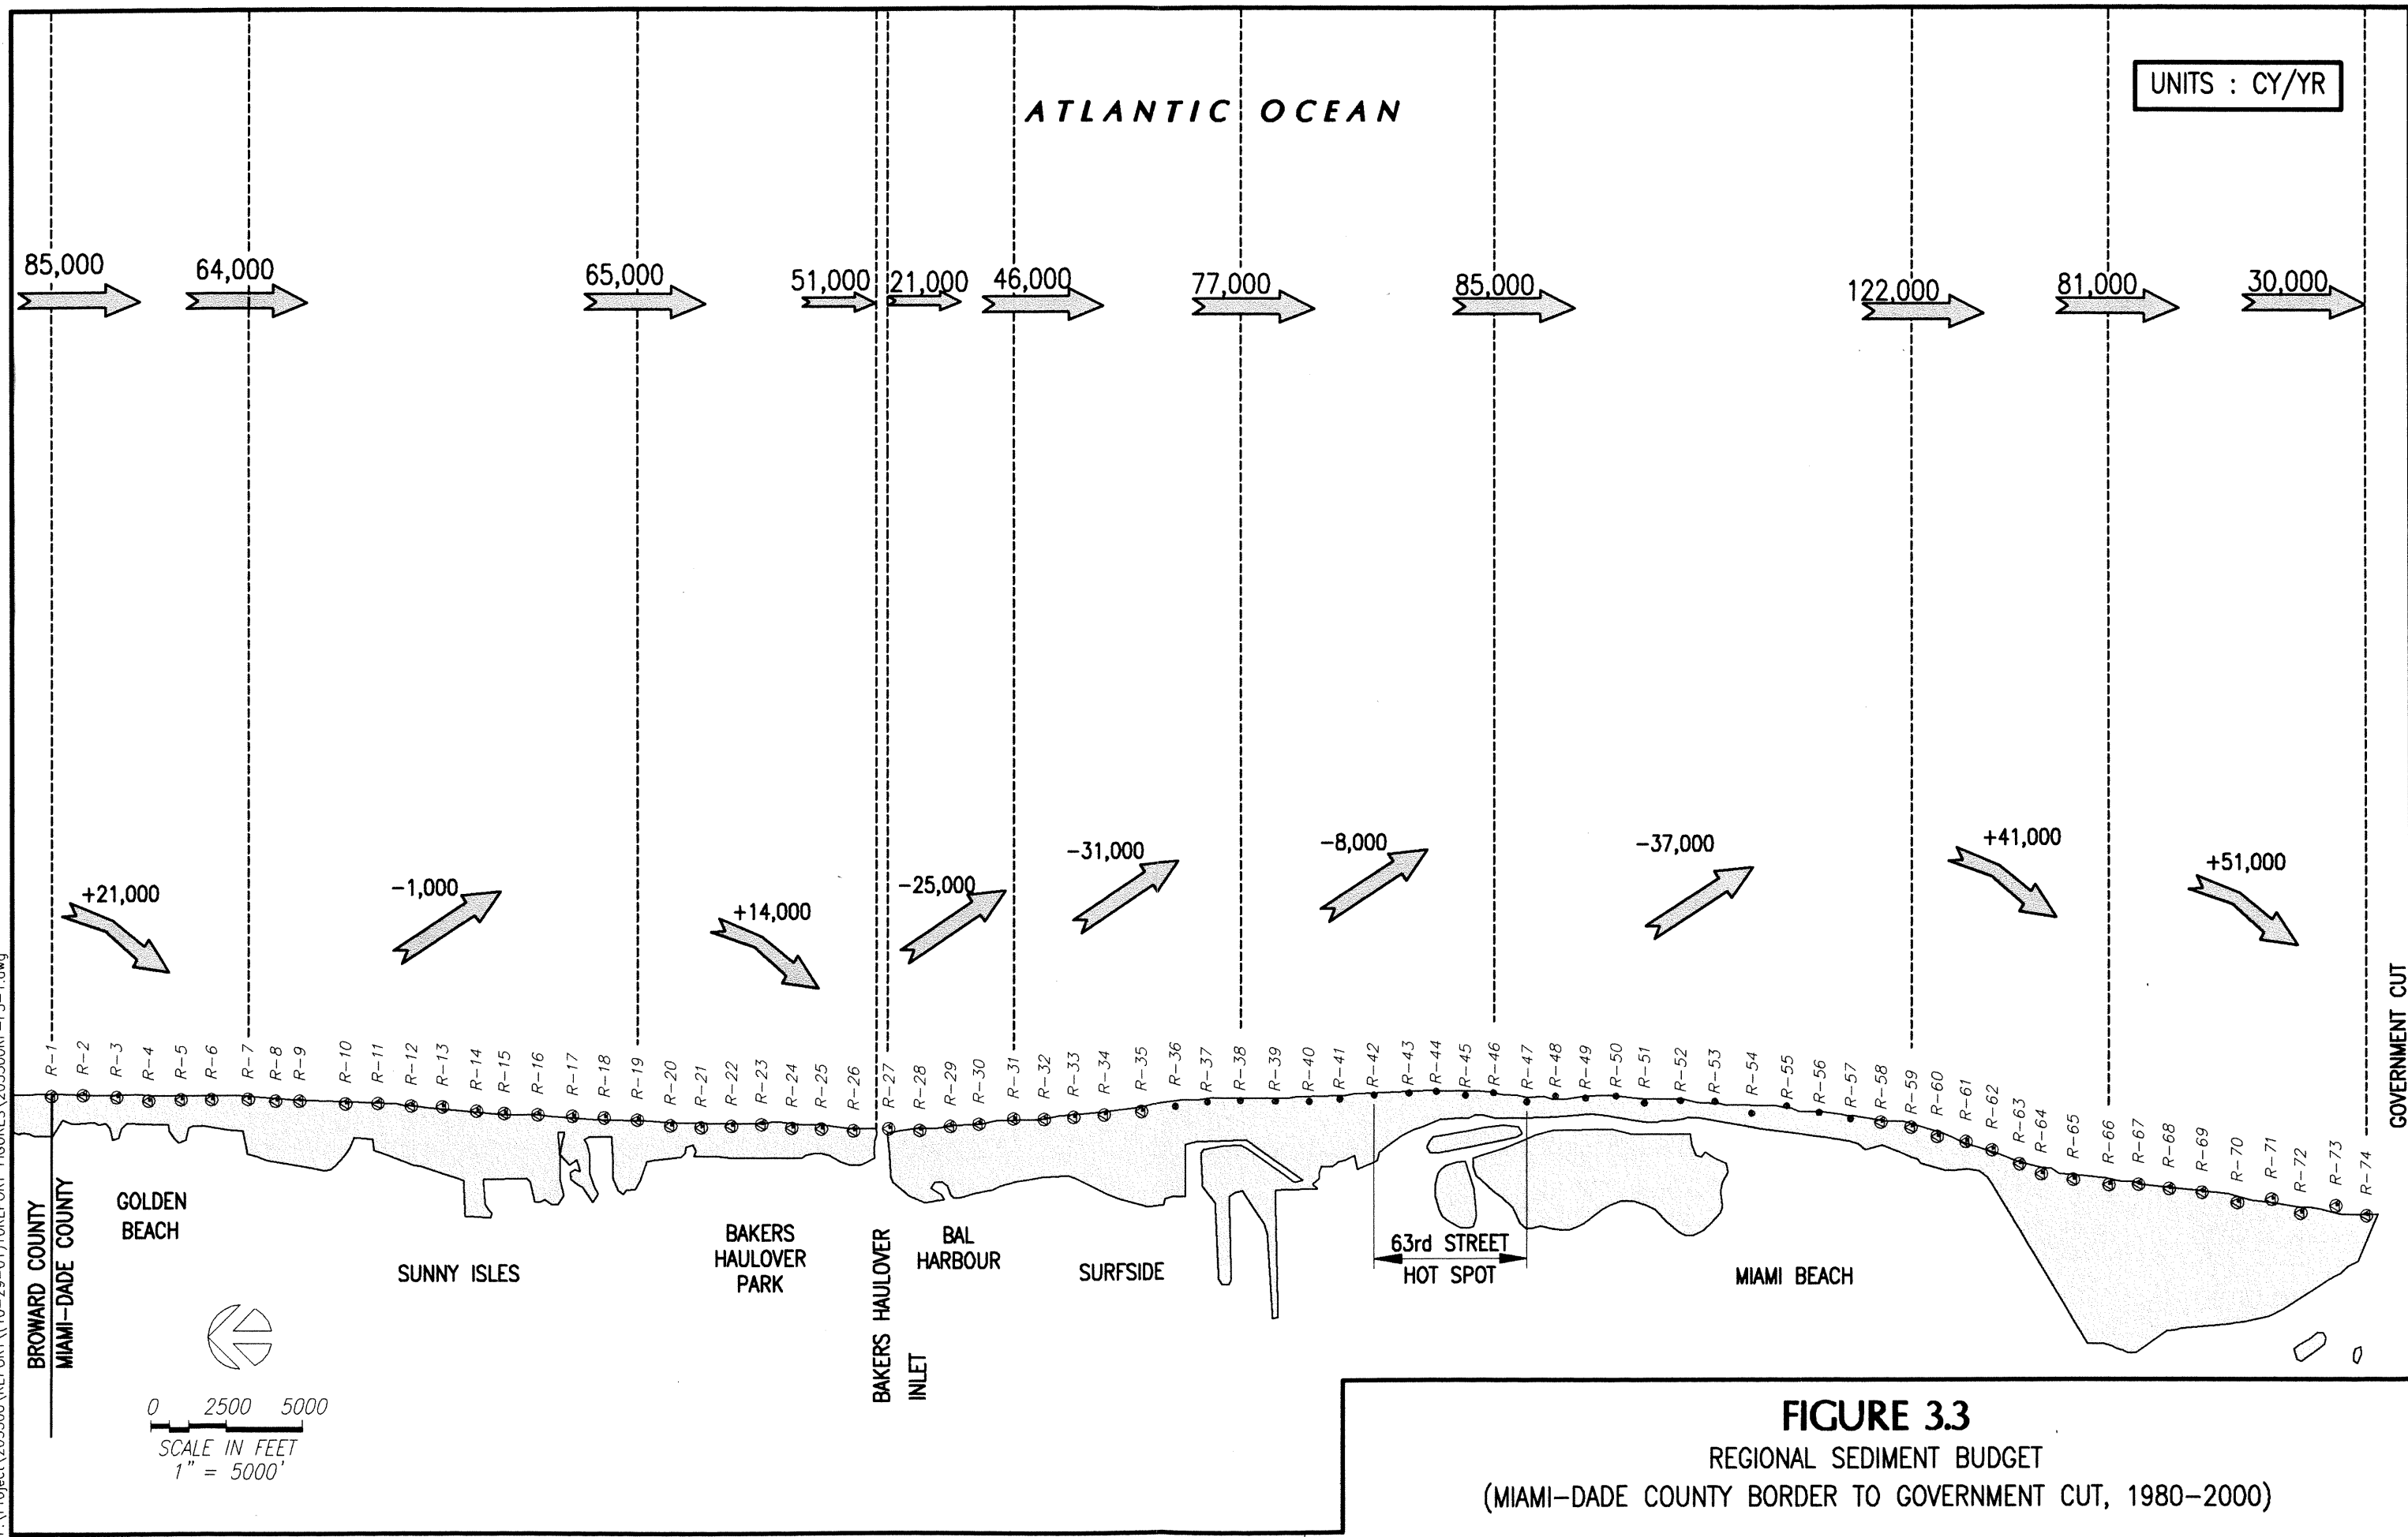 UNITS : CY/YR
ATLANTIC OCEAN
85,000
64,000
65,000
51,000
21,000
46,000
77,000
85,000
122,000
81,000
30,000
+21,000
-1,000
+14,000
-25,000
-31,000
-8,000
-37,000
+41,000
+51,000
R-1
R-2
R-3
R-4
R-5
R-6
R-7
R-8
R-9
R-10
R-11
R-12
R-13
R-14
R-15
R-16
R-17
R-18
R-19
R-20
R-21
R-22
R-23
R-24
R-25
R-26
R-27
R-28
R-29
R-30
R-31
R-32
R-33
R-34
R-35
R-36
R-37
R-38
R-39
R-40
R-41
R-42
R-43
R-44
R-45
R-46
R-47
R-48
R-49
R-50
R-51
R-52
R-53
R-54
R-55
R-56
R-57
R-58
R-59
R-60
R-61
R-62
R-63
R-64
R-65
R-66
R-67
R-68
R-69
R-70
R-71
R-72
R-73
R-74
GOVERNMENT CUT
BROWARD COUNTY
MIAMI-DADE COUNTY
GOLDEN
BEACH
SUNNY ISLES
BAKERS
HAULOVER
PARK
BAKERS HAULOVER
INLET
BAL
HARBOUR
SURFSIDE
63rd STREET
HOT SPOT
MIAMI BEACH
0 2500 5000
SCALE IN FEET
1" = 5000'
FIGURE 3.3
REGIONAL SEDIMENT BUDGET
(MIAMI-DADE COUNTY BORDER TO GOVERNMENT CUT, 1980-2000)